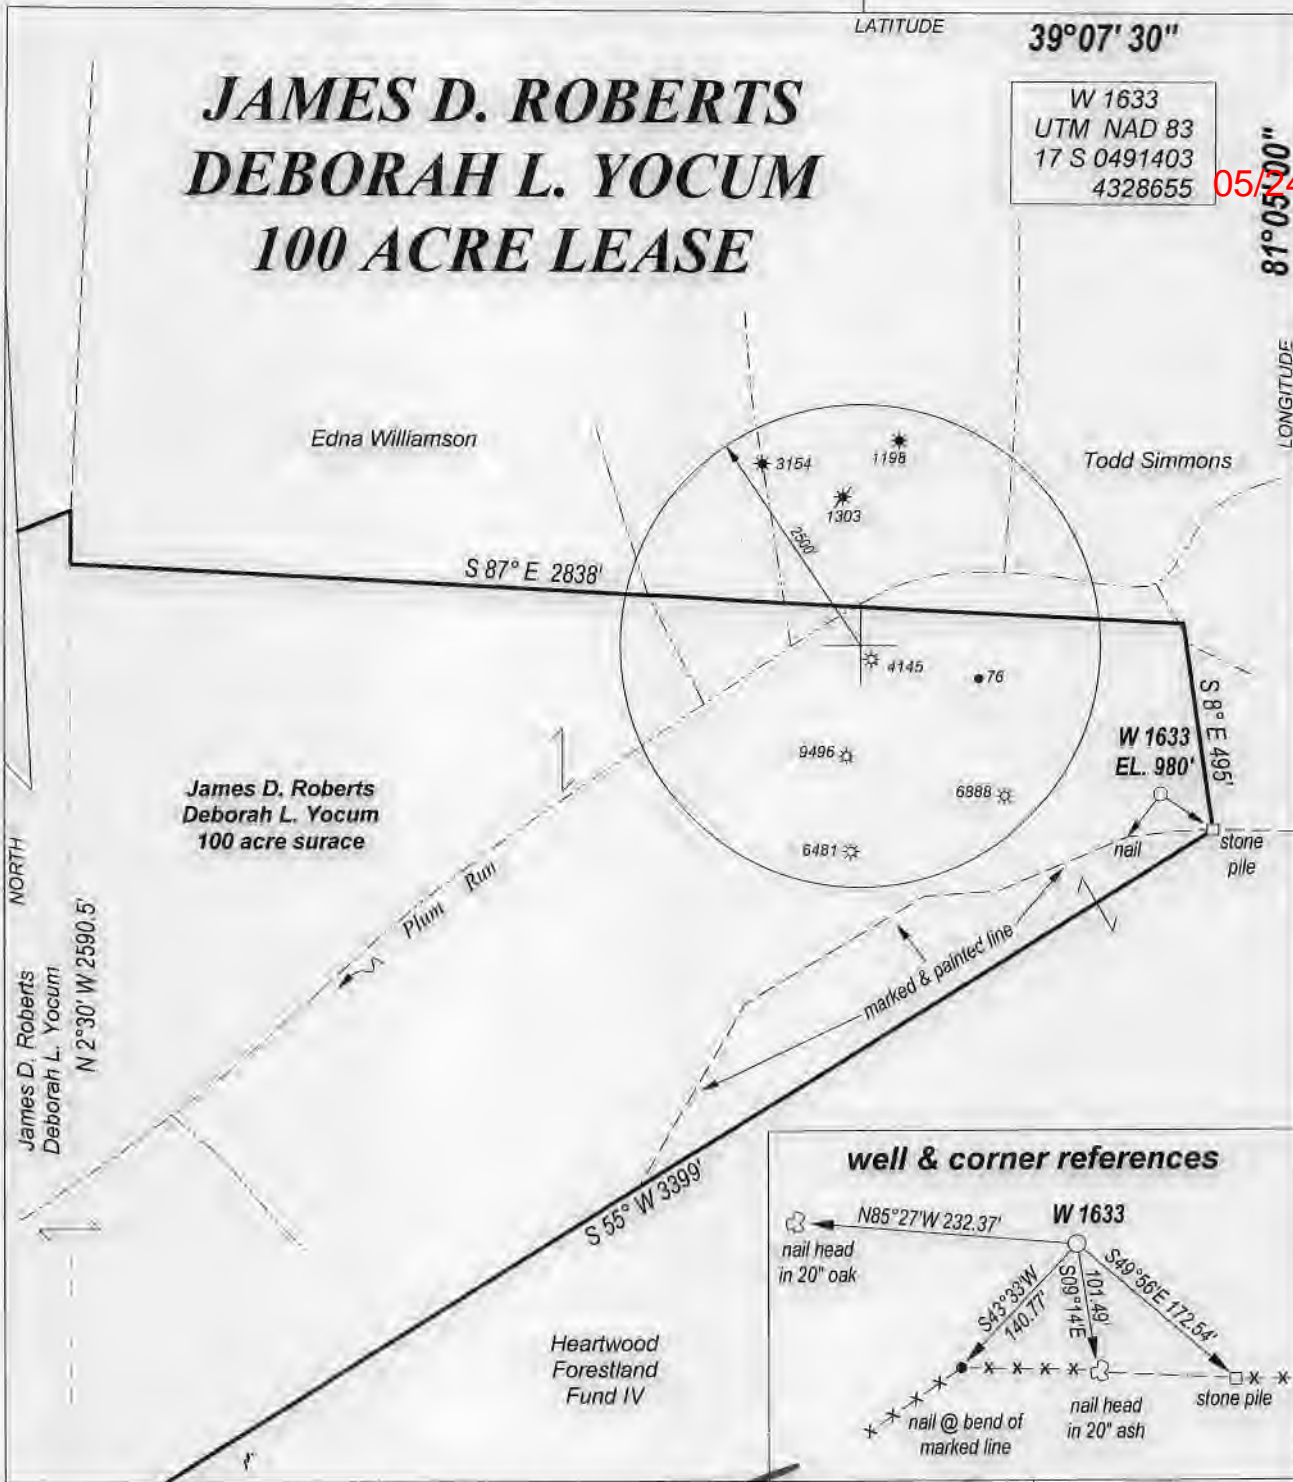 LATITUDE
39°07' 30"
JAMES D. ROBERTS
DEBORAH L. YOCUM
100 ACRE LEASE
W 1633
UTM NAD 83
17 S 0491403
4328655
05/24
81°05'00"
LONGITUDE
Edna Williamson
Todd Simmons
3154
1198
1303
2500'
S 87° E 2838'
4145
76
S 8° E 495'
9496
W 1633
EL. 980'
6888
6481
nail
stone
pile
James D. Roberts
Deborah L. Yocum
100 acre surace
NORTH
Plum Run
James D. Roberts
Deborah L. Yocum
N 2°30' W 2590.5'
marked & painted line
S 55° W 3399'
Heartwood
Forestland
Fund IV
well & corner references
N85°27'W 232.37'
W 1633
nail head
in 20" oak
S43°33'W
140.77'
S09°14'E
101.49'
S49°56'E 172.54'
nail @ bend of
marked line
nail head
in 20" ash
stone pile